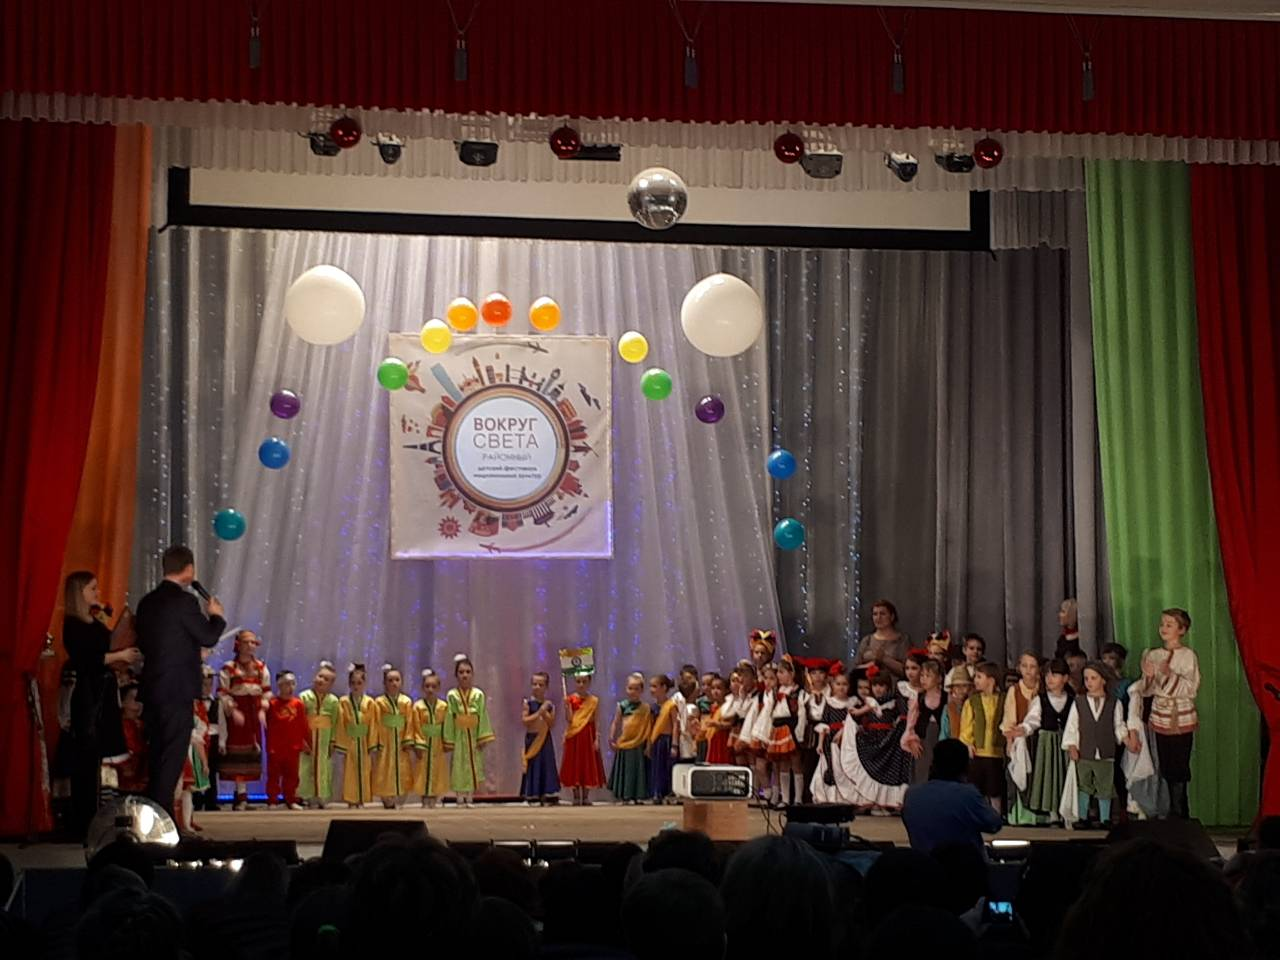 ВОКРУГ
СВЕТА
РАЙОННЫЙ
детский фестиваль
национальных культур